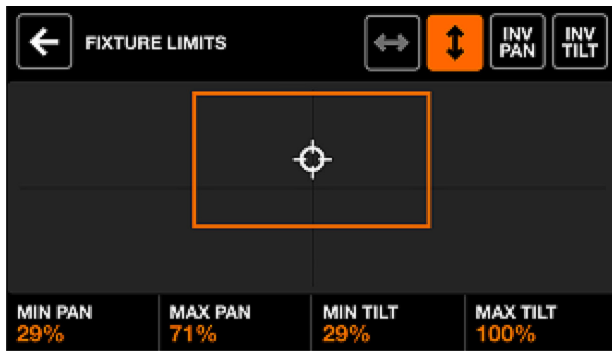 FIXTURE LIMITS
INV
PAN
INV
TILT
MIN PAN
29%
MAX PAN
71%
MIN TILT
29%
MAX TILT
100%